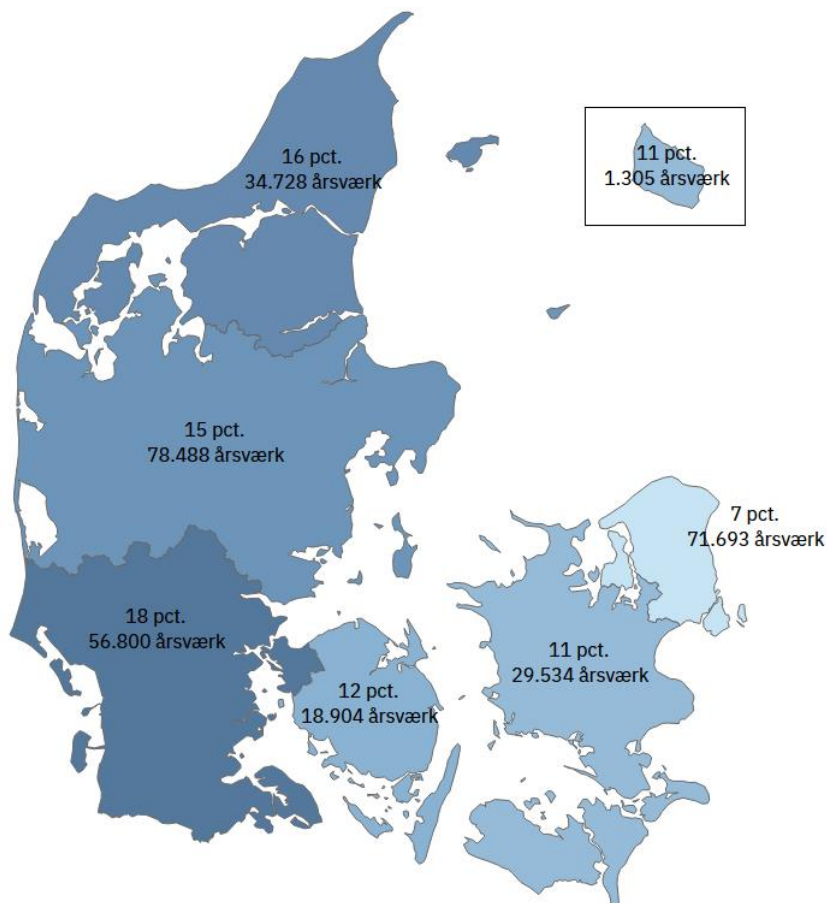 16 pct.
34.728 årsværk
11 pct.
1.305 årsværk
15 pct.
78.488 årsværk
7 pct.
71.693 årsværk
18 pct.
56.800 årsværk
11 pct.
29.534 årsværk
12 pct.
18.904 årsværk